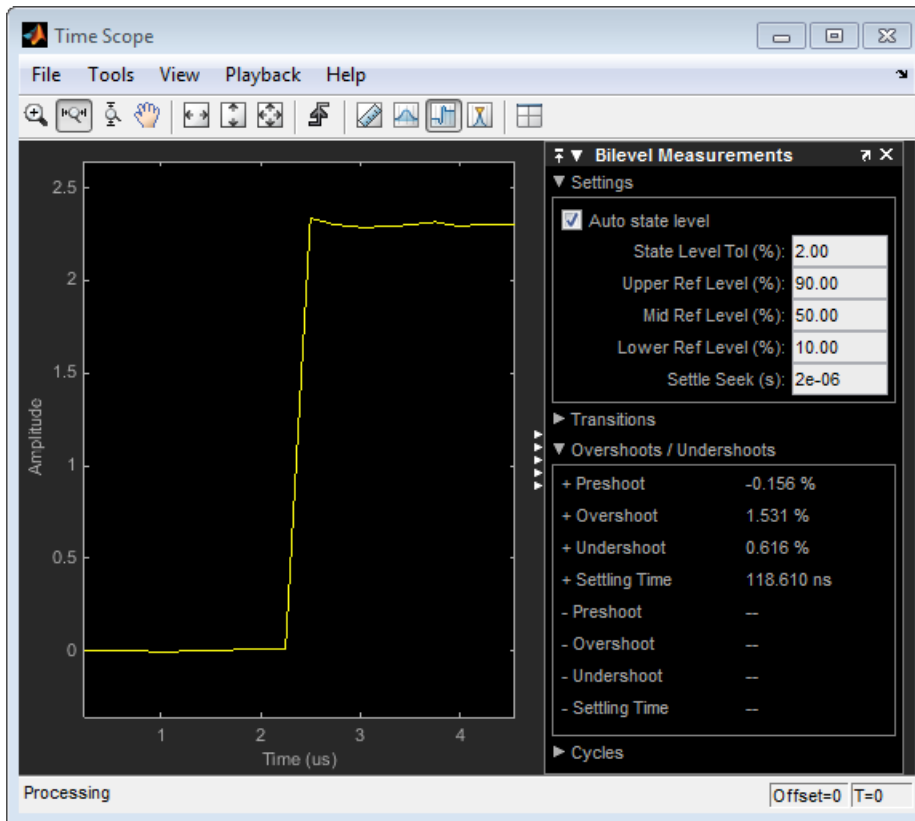 Time Scope
File Tools View Playback Help
2.5
2
1.5
1
0.5
0
Amplitude
1 2 3 4
Time (us)
Bilevel Measurements
Settings
Auto state level
State Level Tol (%): 2.00
Upper Ref Level (%): 90.00
Mid Ref Level (%): 50.00
Lower Ref Level (%): 10.00
Settle Seek (s): 2e-06
Transitions
Overshoots / Undershoots
+ Preshoot -0.156 %
+ Overshoot 1.531 %
+ Undershoot 0.616 %
+ Settling Time 118.610 ns
- Preshoot --
- Overshoot --
- Undershoot --
- Settling Time --
Cycles
Processing Offset=0 T=0